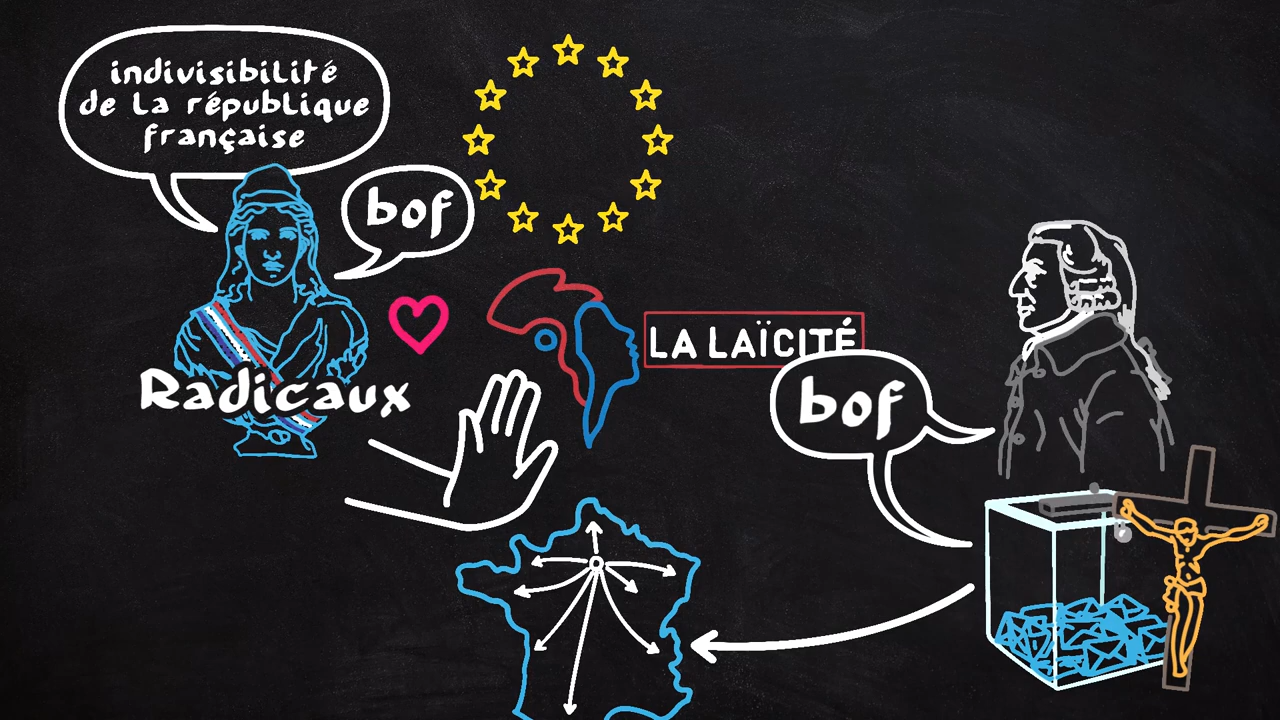 indivisibilité
de la république
française
bof
LA LAÏCITÉ
bof
Radicaux